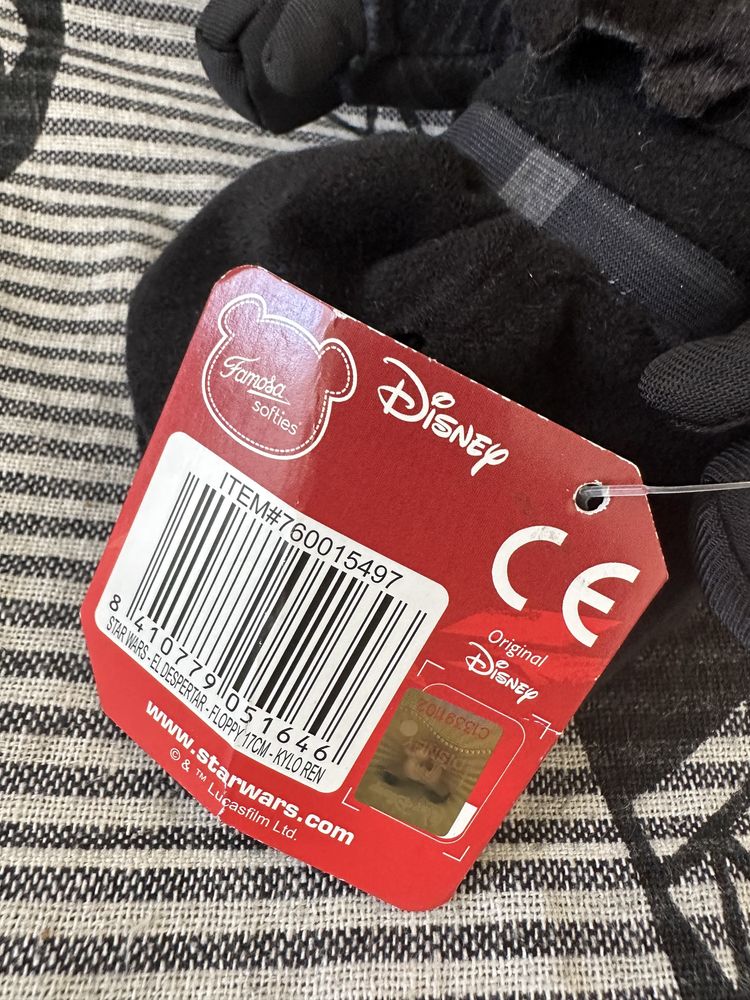 Famosa
softies
Disney
CE
ITEM#760015497
8 410779 051646
STAR WARS - EL DESPERTAR - FLOPPY 17CM - KYLO REN
www.starwars.com
© & ™ Lucasfilm Ltd.
Original
Disney